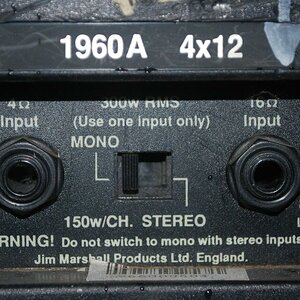 1960A 4x12
4Ω
Input
300w RMS
(Use one input only)
16Ω
Input
MONO
150w/CH. STEREO
RNING! Do not switch to mono with stereo inputs
Jim Marshall Products Ltd. England.